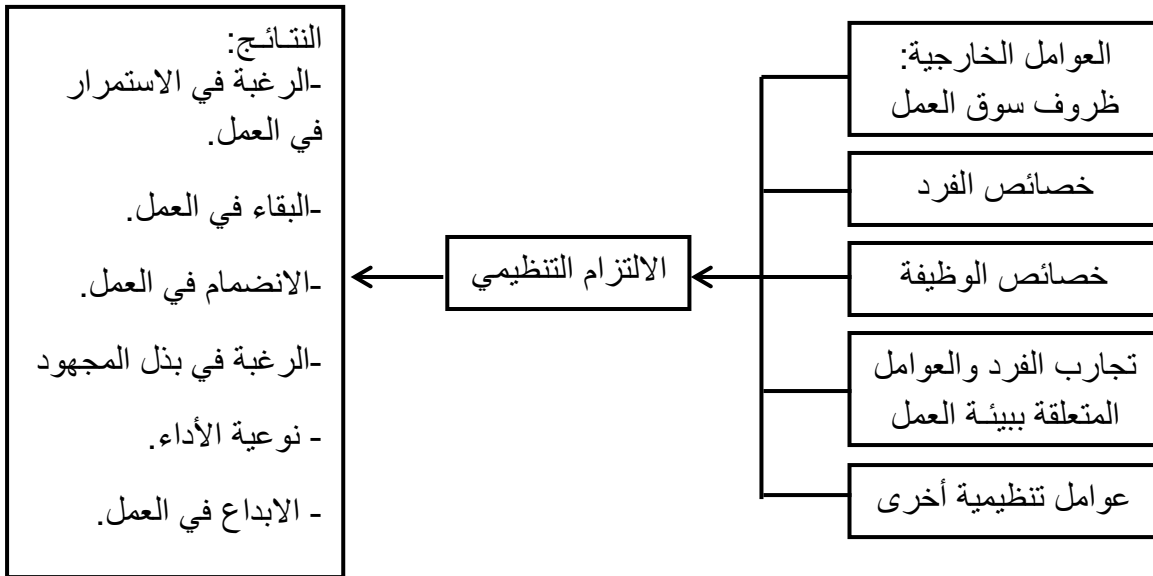 العوامل الخارجية:
ظروف سوق العمل
خصائص الفرد
خصائص الوظيفة
تجارب الفرد والعوامل
المتعلقة ببيئـة العمل
عوامل تنظيمية أخرى
الالتزام التنظيمي
النتـائـج:
-الرغبة في الاستمرار
في العمل.
-البقاء في العمل.
-الانضمام في العمل.
-الرغبة في بذل المجهود
- نوعية الأداء.
- الابداع في العمل.